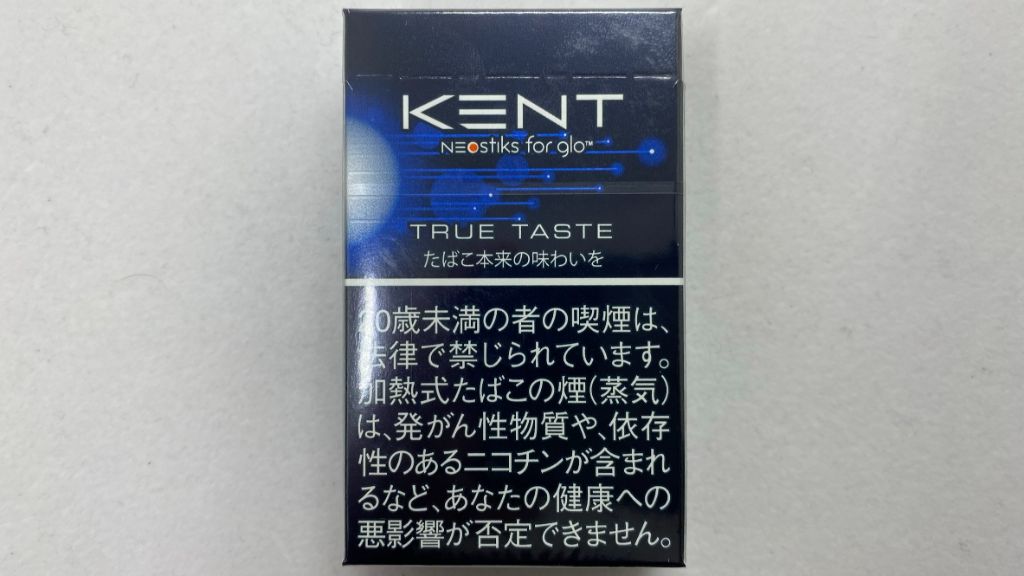 KENT
NEOstiks for glo™
TRUE TASTE
たばこ本来の味わいを
20歳未満の者の喫煙は、
法律で禁じられています。
加熱式たばこの煙(蒸気)
は、発がん性物質や、依存
性のあるニコチンが含まれ
るなど、あなたの健康への
悪影響が否定できません。